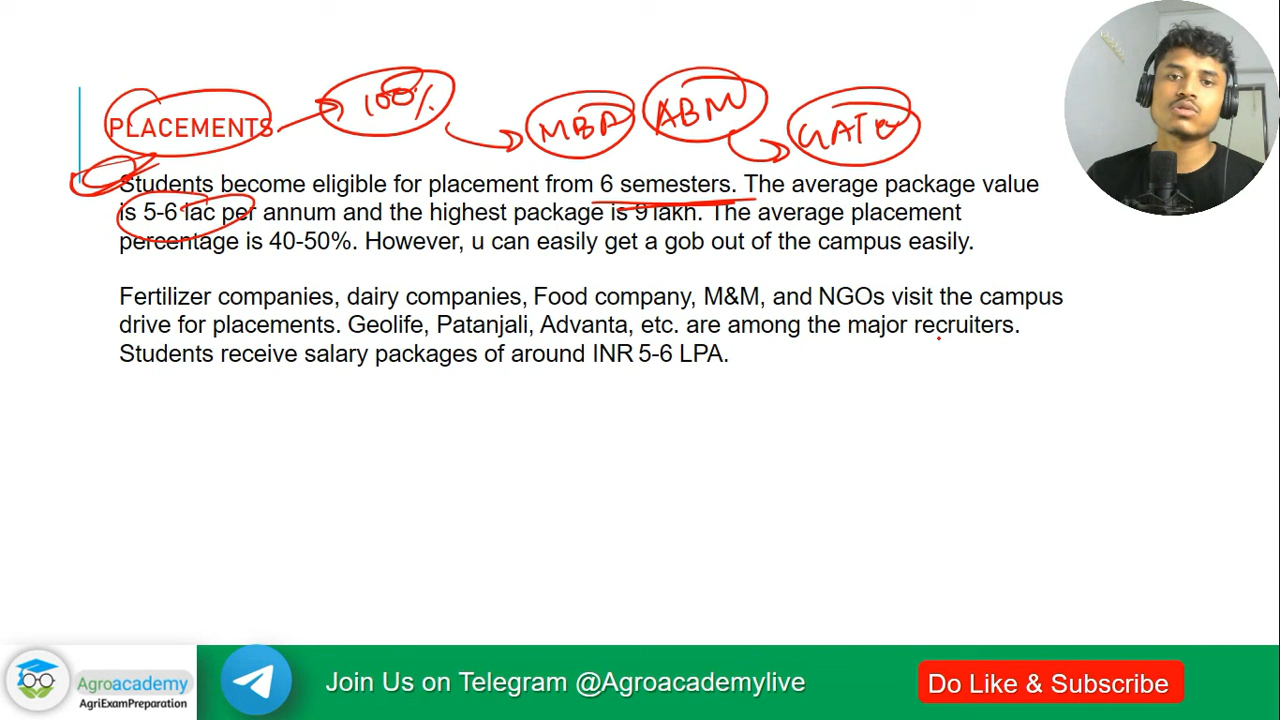 100%
MBA
ABM
GATE
PLACEMENTS
Students become eligible for placement from 6 semesters. The average package value
is 5-6 lac per annum and the highest package is 9 lakh. The average placement
percentage is 40-50%. However, u can easily get a gob out of the campus easily.
Fertilizer companies, dairy companies, Food company, M&M, and NGOs visit the campus
drive for placements. Geolife, Patanjali, Advanta, etc. are among the major recruiters.
Students receive salary packages of around INR 5-6 LPA.
Agroacademy
AgriExamPreparation
Join Us on Telegram @Agroacademylive
Do Like & Subscribe